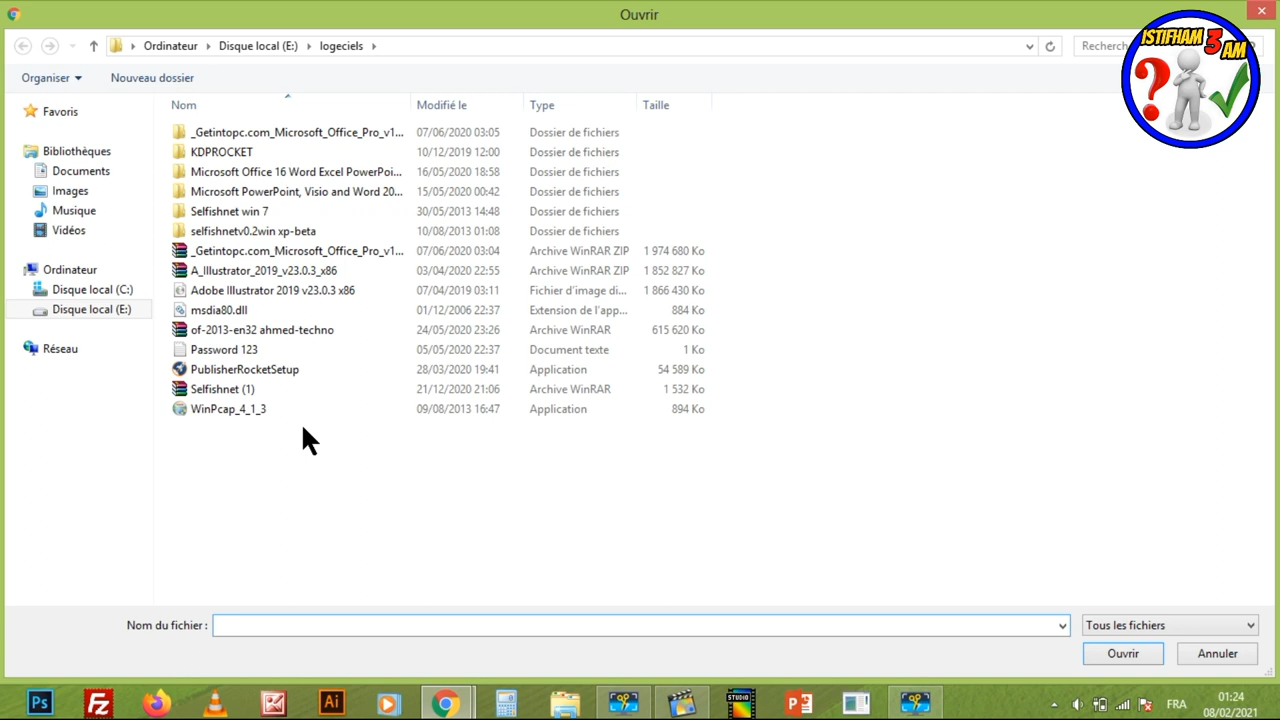 Ouvrir
Ordinateur Disque local (E:) logeciels
Recherch
ISTIFHAM 3 AM
Organiser Nouveau dossier
Nom Modifié le Type Taille
Favoris
Bibliothèques
Documents
Images
Musique
Vidéos
Ordinateur
Disque local (C:)
Disque local (E:)
Réseau
_Getintopc.com_Microsoft_Office_Pro_v1... 07/06/2020 03:05 Dossier de fichiers
KDPROCKET 10/12/2019 12:00 Dossier de fichiers
Microsoft Office 16 Word Excel PowerPoi... 16/05/2020 18:58 Dossier de fichiers
Microsoft PowerPoint, Visio and Word 20... 15/05/2020 00:42 Dossier de fichiers
Selfishnet win 7 30/05/2013 14:48 Dossier de fichiers
selfishnetv0.2win xp-beta 10/08/2013 01:08 Dossier de fichiers
_Getintopc.com_Microsoft_Office_Pro_v1... 07/06/2020 03:04 Archive WinRAR ZIP 1 974 680 Ko
A_Illustrator_2019_v23.0.3_x86 03/04/2020 22:55 Archive WinRAR ZIP 1 852 827 Ko
Adobe Illustrator 2019 v23.0.3 x86 07/04/2019 03:11 Fichier d'image di... 1 866 430 Ko
msdia80.dll 01/12/2006 22:37 Extension de l'app... 884 Ko
of-2013-en32 ahmed-techno 24/05/2020 23:26 Archive WinRAR 615 620 Ko
Password 123 05/05/2020 22:37 Document texte 1 Ko
PublisherRocketSetup 28/03/2020 19:41 Application 54 589 Ko
Selfishnet (1) 21/12/2020 21:06 Archive WinRAR 1 532 Ko
WinPcap_4_1_3 09/08/2013 16:47 Application 894 Ko
Nom du fichier : Tous les fichiers
Ouvrir Annuler
Ps Fz Ai STUDIO P FRA 01:24
08/02/2021